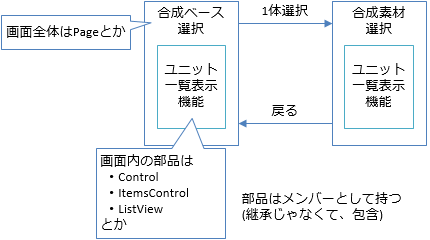 画面全体はPageとか
合成ベース
選択
ユニット
一覧表示
機能
1体選択
戻る
合成素材
選択
ユニット
一覧表示
機能
画面内の部品は
・Control
・ItemsControl
・ListView
とか
部品はメンバーとして持つ
(継承じゃなくて、包含)